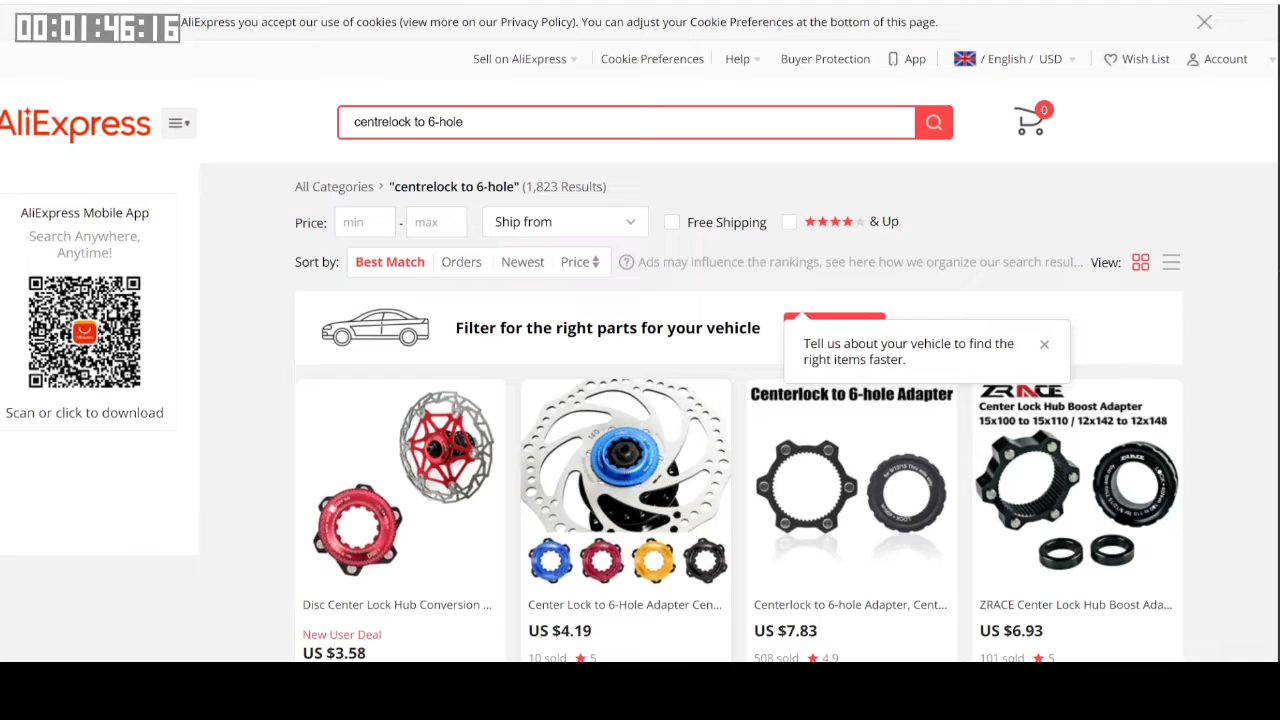 00:01:46:16
AliExpress you accept our use of cookies (view more on our Privacy Policy). You can adjust your Cookie Preferences at the bottom of this page.
Sell on AliExpress
Cookie Preferences
Help
Buyer Protection
App
/ English / USD
Wish List
Account
AliExpress
centrelock to 6-hole
0
All Categories > "centrelock to 6-hole" (1,823 Results)
AliExpress Mobile App
Search Anywhere,
Anytime!
Scan or click to download
Price: min - max
Ship from
Free Shipping
& Up
Sort by: Best Match Orders Newest Price
Ads may influence the rankings, see here how we organize our search resul...
View:
Filter for the right parts for your vehicle
Tell us about your vehicle to find the
right items faster.
140
Centerlock to 6-hole Adapter
ZRACE
Center Lock Hub Boost Adapter
15x100 to 15x110 / 12x142 to 12x148
Disc Center Lock Hub Conversion ...
New User Deal
US $3.58
Center Lock to 6-Hole Adapter Cen...
US $4.19
10 sold 5
Centerlock to 6-hole Adapter, Cent...
US $7.83
508 sold 4.9
ZRACE Center Lock Hub Boost Ada...
US $6.93
101 sold 5